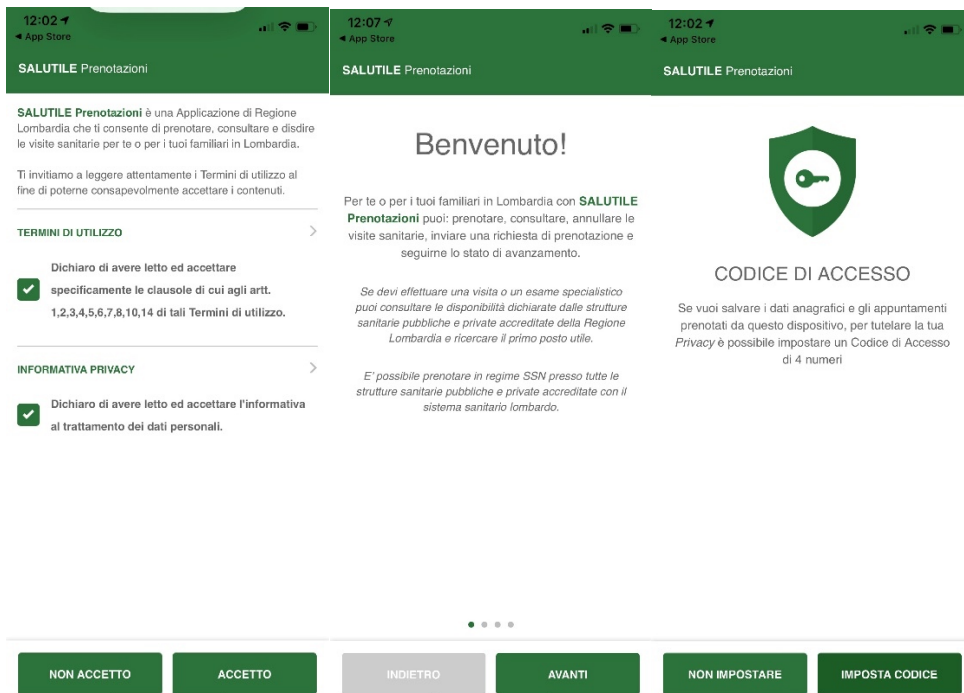 12:02
◀ App Store
SALUTILE Prenotazioni
SALUTILE Prenotazioni è una Applicazione di Regione
Lombardia che ti consente di prenotare, consultare e disdire
le visite sanitarie per te o per i tuoi familiari in Lombardia.
Ti invitiamo a leggere attentamente i Termini di utilizzo al
fine di poterne consapevolmente accettare i contenuti.
TERMINI DI UTILIZZO
Dichiaro di avere letto ed accettare
specificamente le clausole di cui agli artt.
1,2,3,4,5,6,7,8,10,14 di tali Termini di utilizzo.
INFORMATIVA PRIVACY
Dichiaro di avere letto ed accettare l'informativa
al trattamento dei dati personali.
NON ACCETTO
ACCETTO
12:07
◀ App Store
SALUTILE Prenotazioni
Benvenuto!
Per te o per i tuoi familiari in Lombardia con SALUTILE
Prenotazioni puoi: prenotare, consultare, annullare le
visite sanitarie, inviare una richiesta di prenotazione e
seguirne lo stato di avanzamento.
Se devi effettuare una visita o un esame specialistico
puoi consultare le disponibilità dichiarate dalle strutture
sanitarie pubbliche e private accreditate della Regione
Lombardia e ricercare il primo posto utile.
E' possibile prenotare in regime SSN presso tutte le
strutture sanitarie pubbliche e private accreditate con il
sistema sanitario lombardo.
INDIETRO
AVANTI
12:02
◀ App Store
SALUTILE Prenotazioni
CODICE DI ACCESSO
Se vuoi salvare i dati anagrafici e gli appuntamenti
prenotati da questo dispositivo, per tutelare la tua
Privacy è possibile impostare un Codice di Accesso
di 4 numeri
NON IMPOSTARE
IMPOSTA CODICE